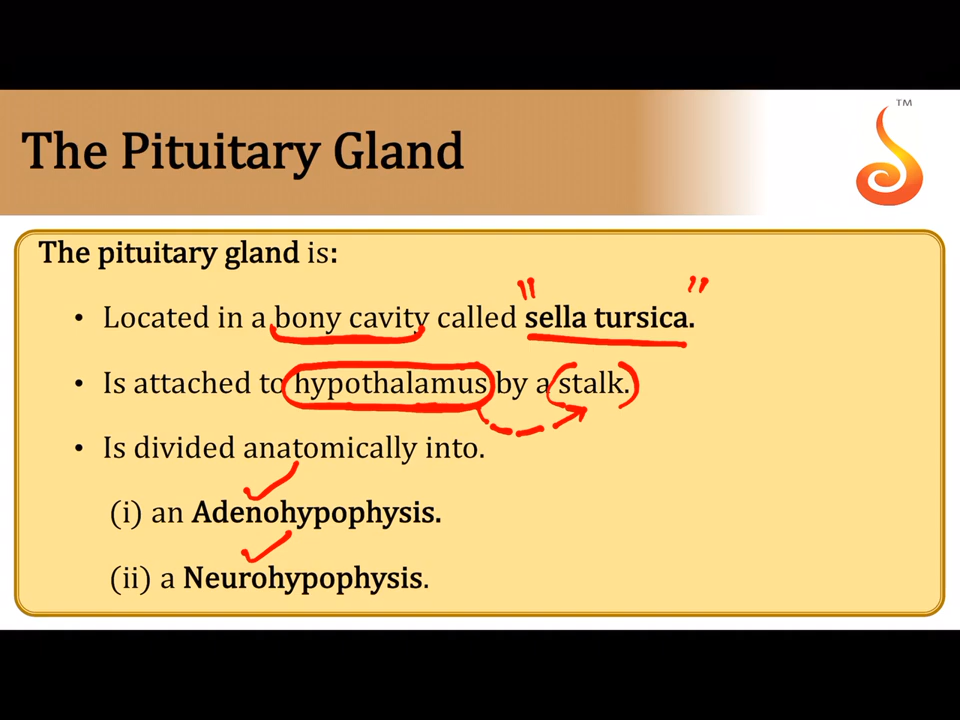 TM
The Pituitary Gland
The pituitary gland is:
• Located in a bony cavity called "sella tursica."
• Is attached to hypothalamus by a (stalk.)
• Is divided anatomically into.
(i) an Adenohypophysis.
(ii) a Neurohypophysis.